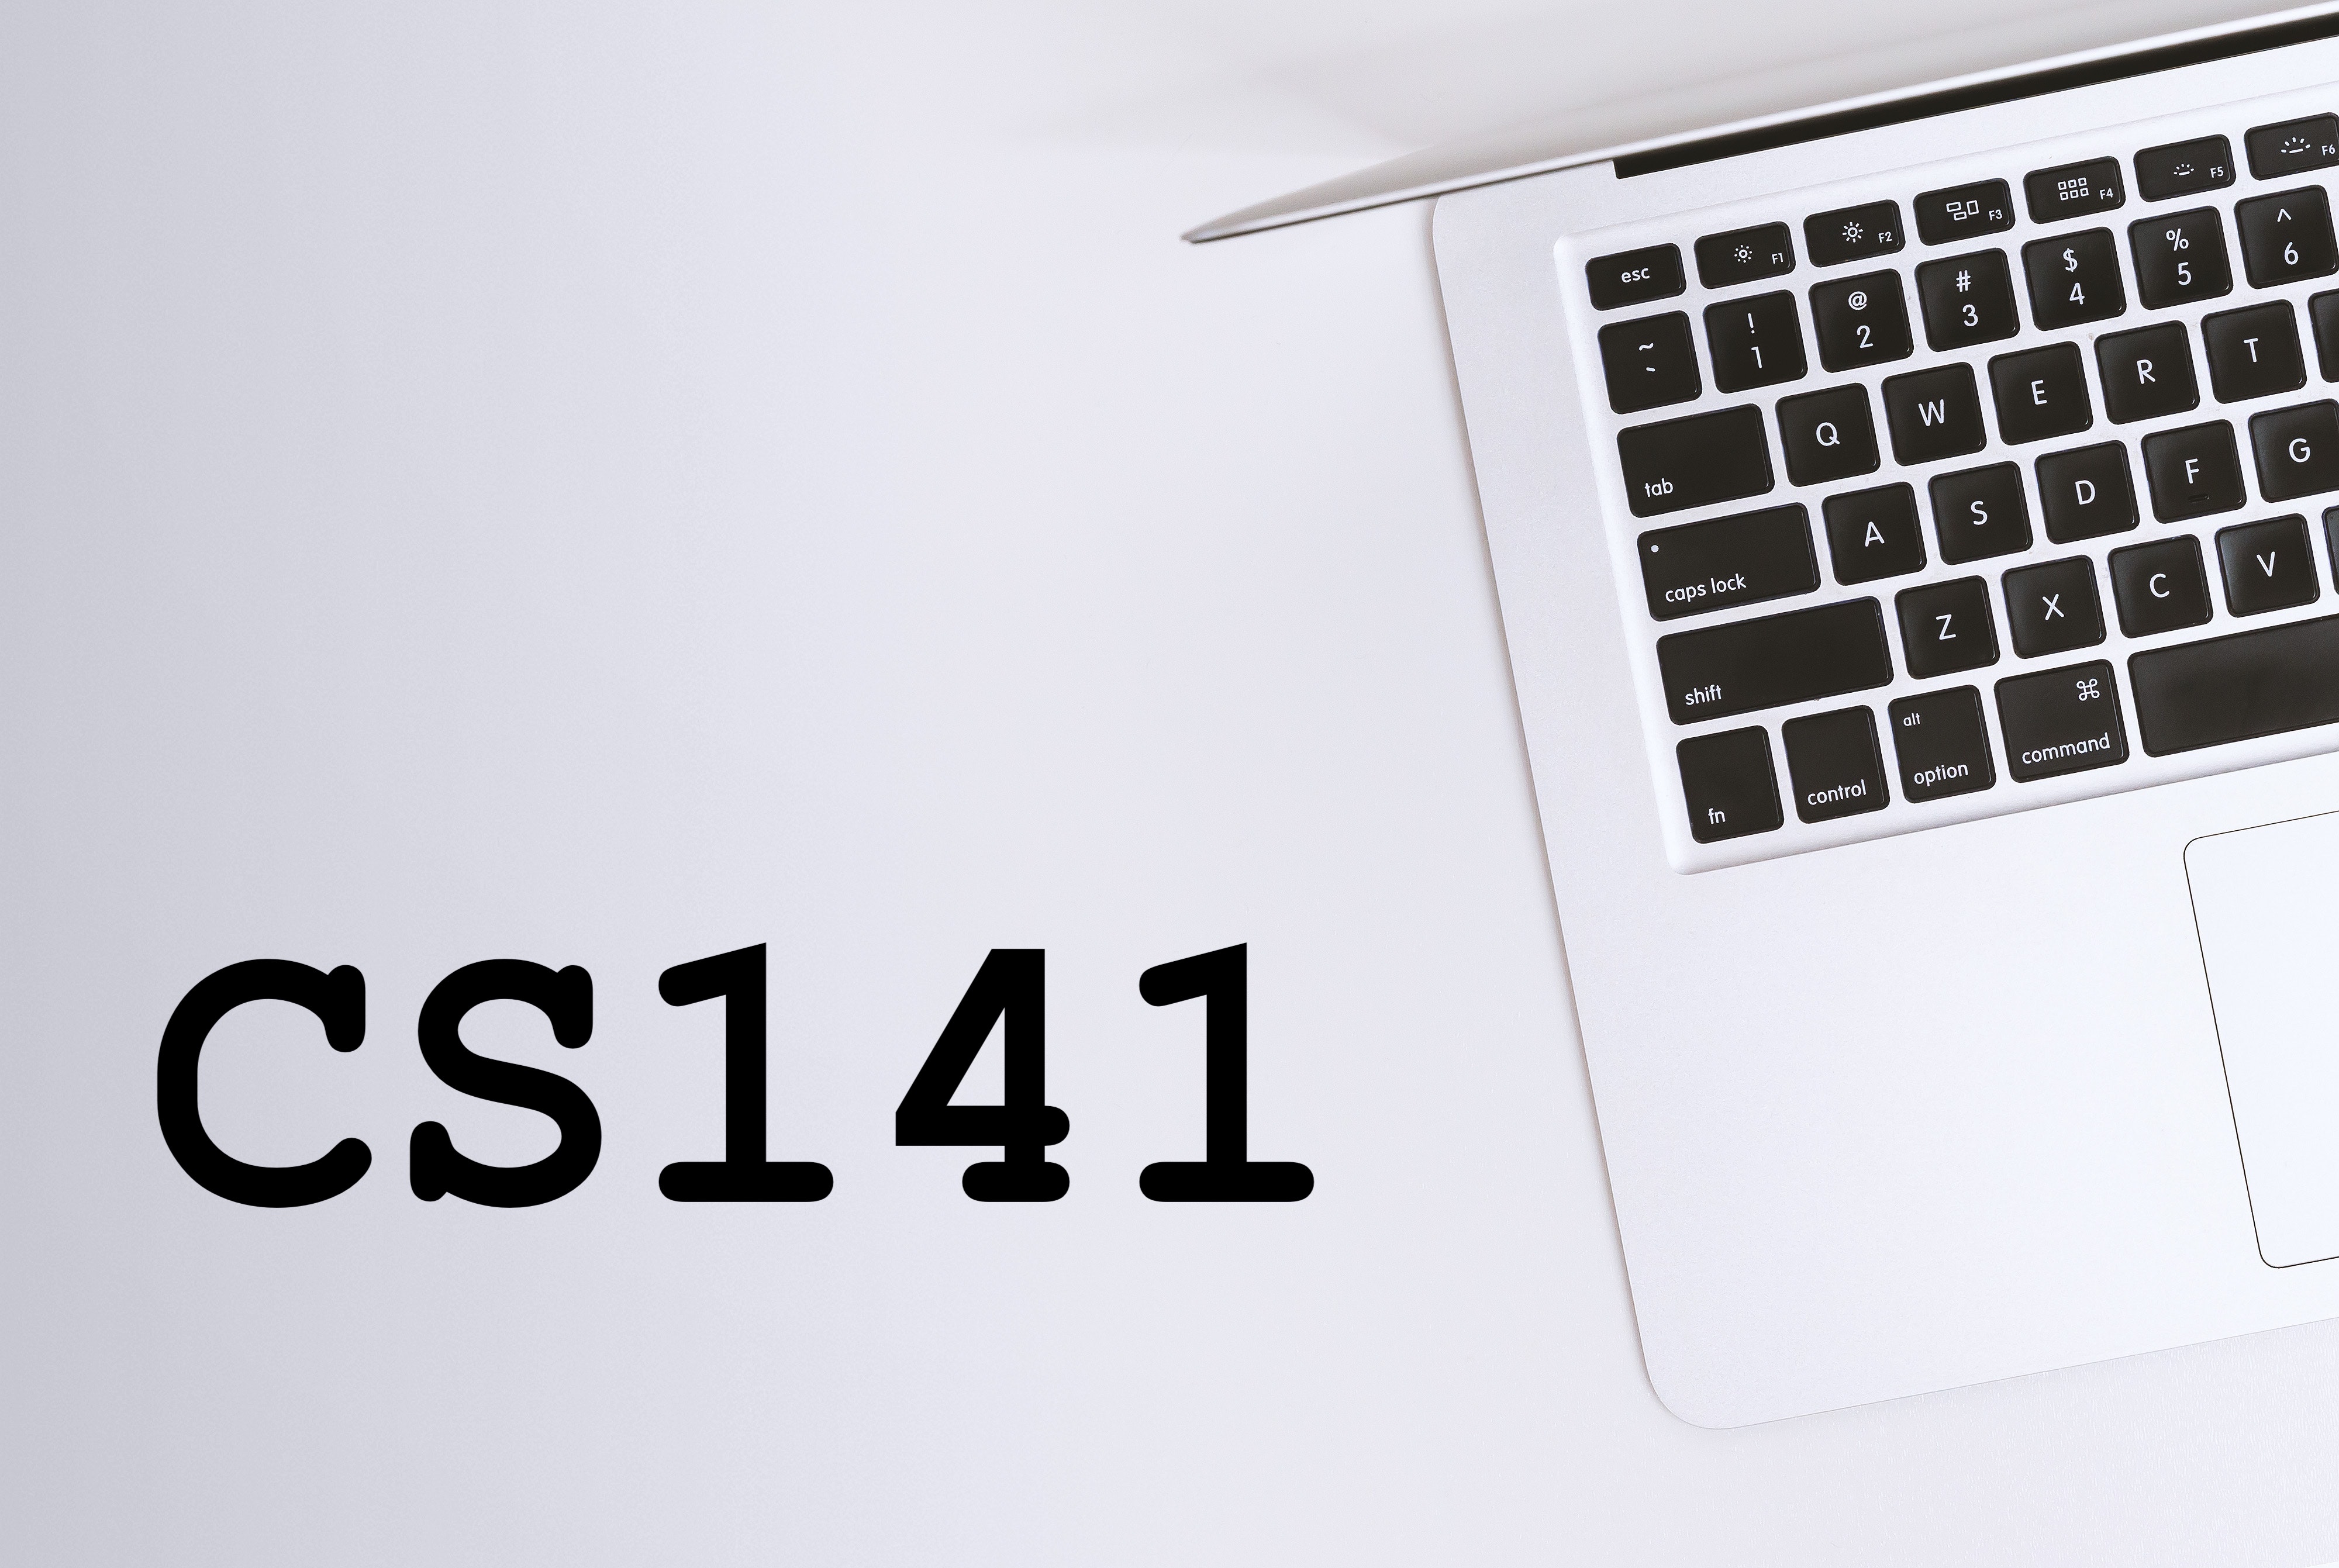 esc F1 F2 F3 F4 F5 F6
~ ` ! 1 @ 2 # 3 $ 4 % 5 ^ 6
tab Q W E R T
caps lock A S D F G
shift Z X C V
fn control alt option ⌘ command
CS141